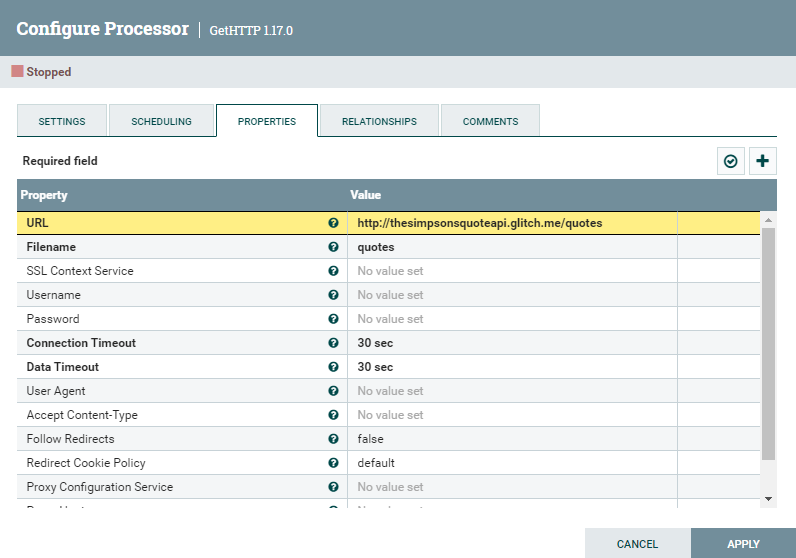 Configure Processor | GetHTTP 1.17.0
Stopped
SETTINGS SCHEDULING PROPERTIES RELATIONSHIPS COMMENTS
Required field
Property Value
URL http://thesimpsonsquoteapi.glitch.me/quotes
Filename quotes
SSL Context Service No value set
Username No value set
Password No value set
Connection Timeout 30 sec
Data Timeout 30 sec
User Agent No value set
Accept Content-Type No value set
Follow Redirects false
Redirect Cookie Policy default
Proxy Configuration Service No value set
CANCEL APPLY